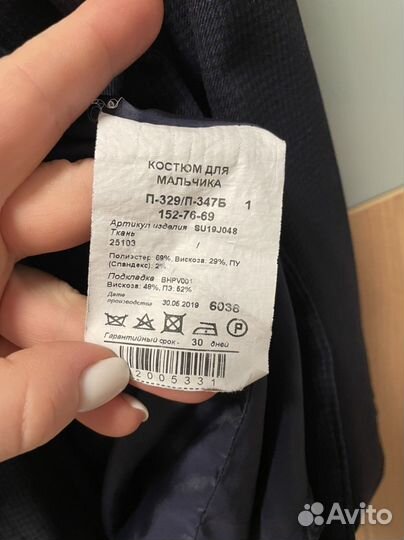 КОСТЮМ ДЛЯ
МАЛЬЧИКА
П-329/П-347Б 1
152-76-69
Артикул изделия SU19J048
Ткань
25103 /
Полиэстер: 69%, Вискоза: 29%, ПУ
(Спандекс): 2%
Подкладка BHPV001
Вискоза: 48%, ПЭ: 52%
Дата
производства 30.05.2019 6036
P
Гарантийный срок- 30 дней
2005331
Avito